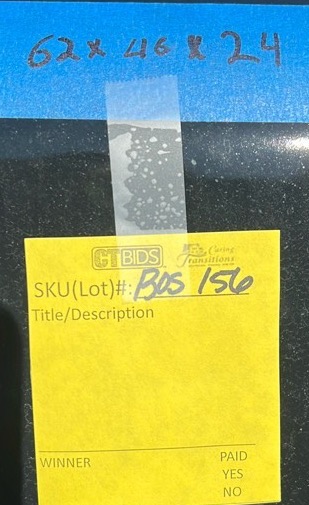 62 x 46 x 24
CTBIDS Caring Transitions
SKU(Lot)#: BOS 156
Title/Description
WINNER PAID
YES
NO